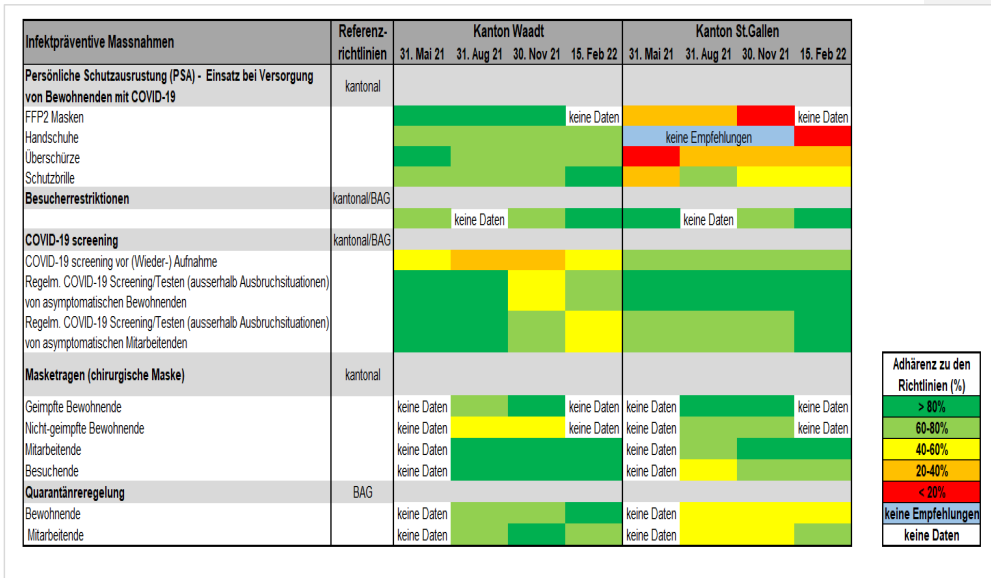 Infektpräventive Massnahmen
Referenz-
richtlinien
Kanton Waadt
Kanton St.Gallen
31. Mai 21 31. Aug 21 30. Nov 21 15. Feb 22 31. Mai 21 31. Aug 21 30. Nov 21 15. Feb 22
Persönliche Schutzausrustung (PSA) - Einsatz bei Versorgung
von Bewohnenden mit COVID-19
kantonal
FFP2 Masken keine Daten keine Daten
Handschuhe keine Empfehlungen
Überschürze
Schutzbrille
Besucherrestriktionen kantonal/BAG
keine Daten keine Daten
COVID-19 screening kantonal/BAG
COVID-19 screening vor (Wieder-) Aufnahme
Regelm. COVID-19 Screening/Testen (ausserhalb Ausbruchsituationen)
von asymptomatischen Bewohnenden
Regelm. COVID-19 Screening/Testen (ausserhalb Ausbruchsituationen)
von asymptomatischen Mitarbeitenden
Masketragen (chirurgische Maske) kantonal
Geimpfte Bewohnende keine Daten keine Daten keine Daten keine Daten
Nicht-geimpfte Bewohnende keine Daten keine Daten keine Daten keine Daten
Mitarbeitende keine Daten keine Daten
Besuchende keine Daten keine Daten
Quarantänreregelung BAG
Bewohnende keine Daten keine Daten
Mitarbeitende keine Daten keine Daten
Adhärenz zu den
Richtlinien (%)
> 80%
60-80%
40-60%
20-40%
< 20%
keine Empfehlungen
keine Daten